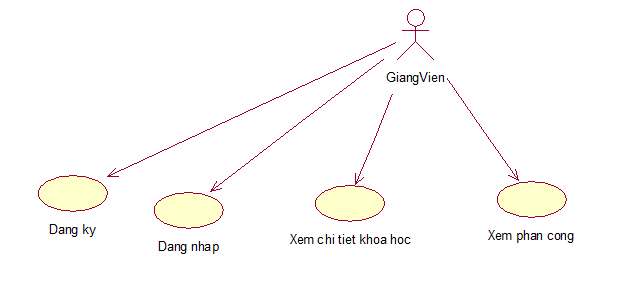 GiangVien
Dang ky
Dang nhap
Xem chi tiet khoa hoc
Xem phan cong